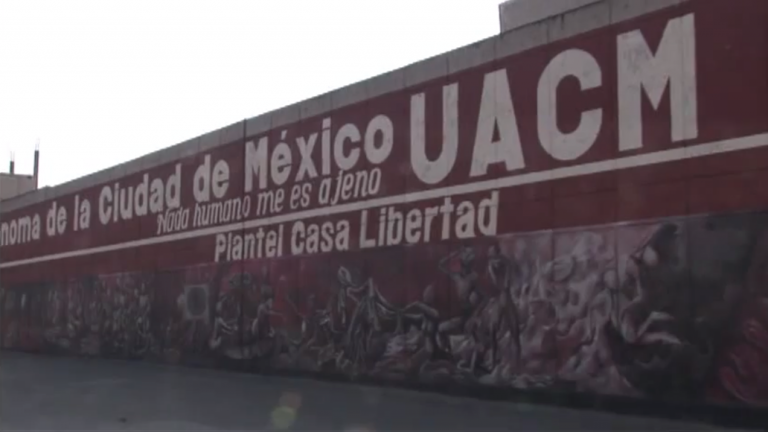 noma de la Ciudad de México UACM
Nada humano me es ajeno
Plantel Casa Libertad